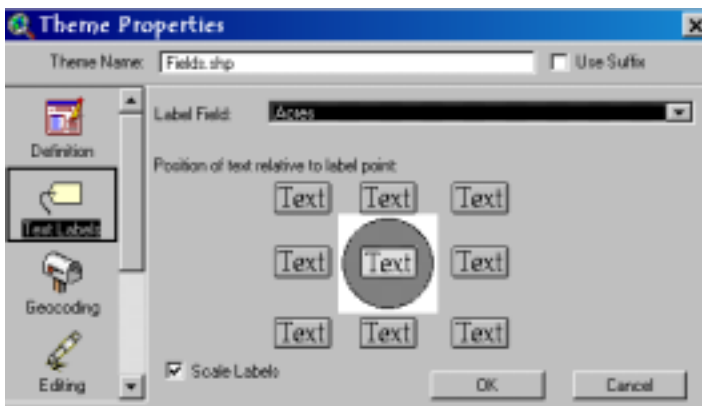 Theme Properties
Theme Name: Fields.shp Use Suffix
Definition
Text Labels
Geocoding
Editing
Label Field: Acres
Position of text relative to label point:
Text Text Text
Text Text Text
Text Text Text
Scale Labels
OK Cancel